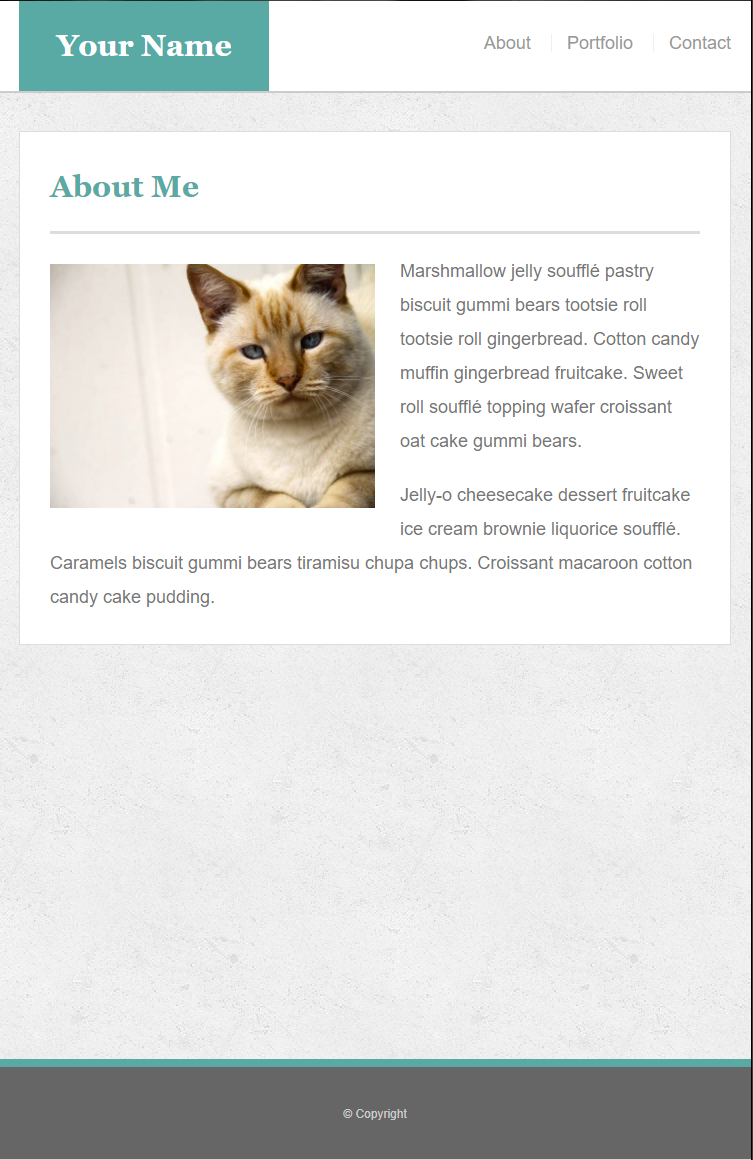 Your Name
About
Portfolio
Contact
About Me
Marshmallow jelly soufflé pastry
biscuit gummi bears tootsie roll
tootsie roll gingerbread. Cotton candy
muffin gingerbread fruitcake. Sweet
roll soufflé topping wafer croissant
oat cake gummi bears.
Jelly-o cheesecake dessert fruitcake
ice cream brownie liquorice soufflé.
Caramels biscuit gummi bears tiramisu chupa chups. Croissant macaroon cotton
candy cake pudding.
© Copyright